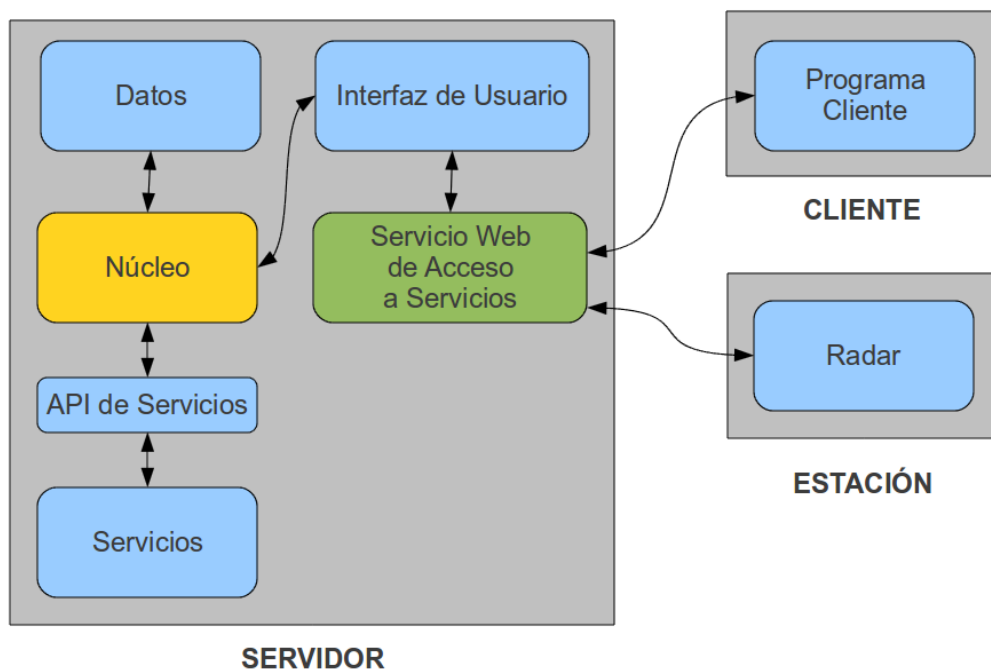 Datos
Interfaz de Usuario
Programa
Cliente
CLIENTE
Núcleo
Servicio Web
de Acceso
a Servicios
Radar
API de Servicios
ESTACIÓN
Servicios
SERVIDOR